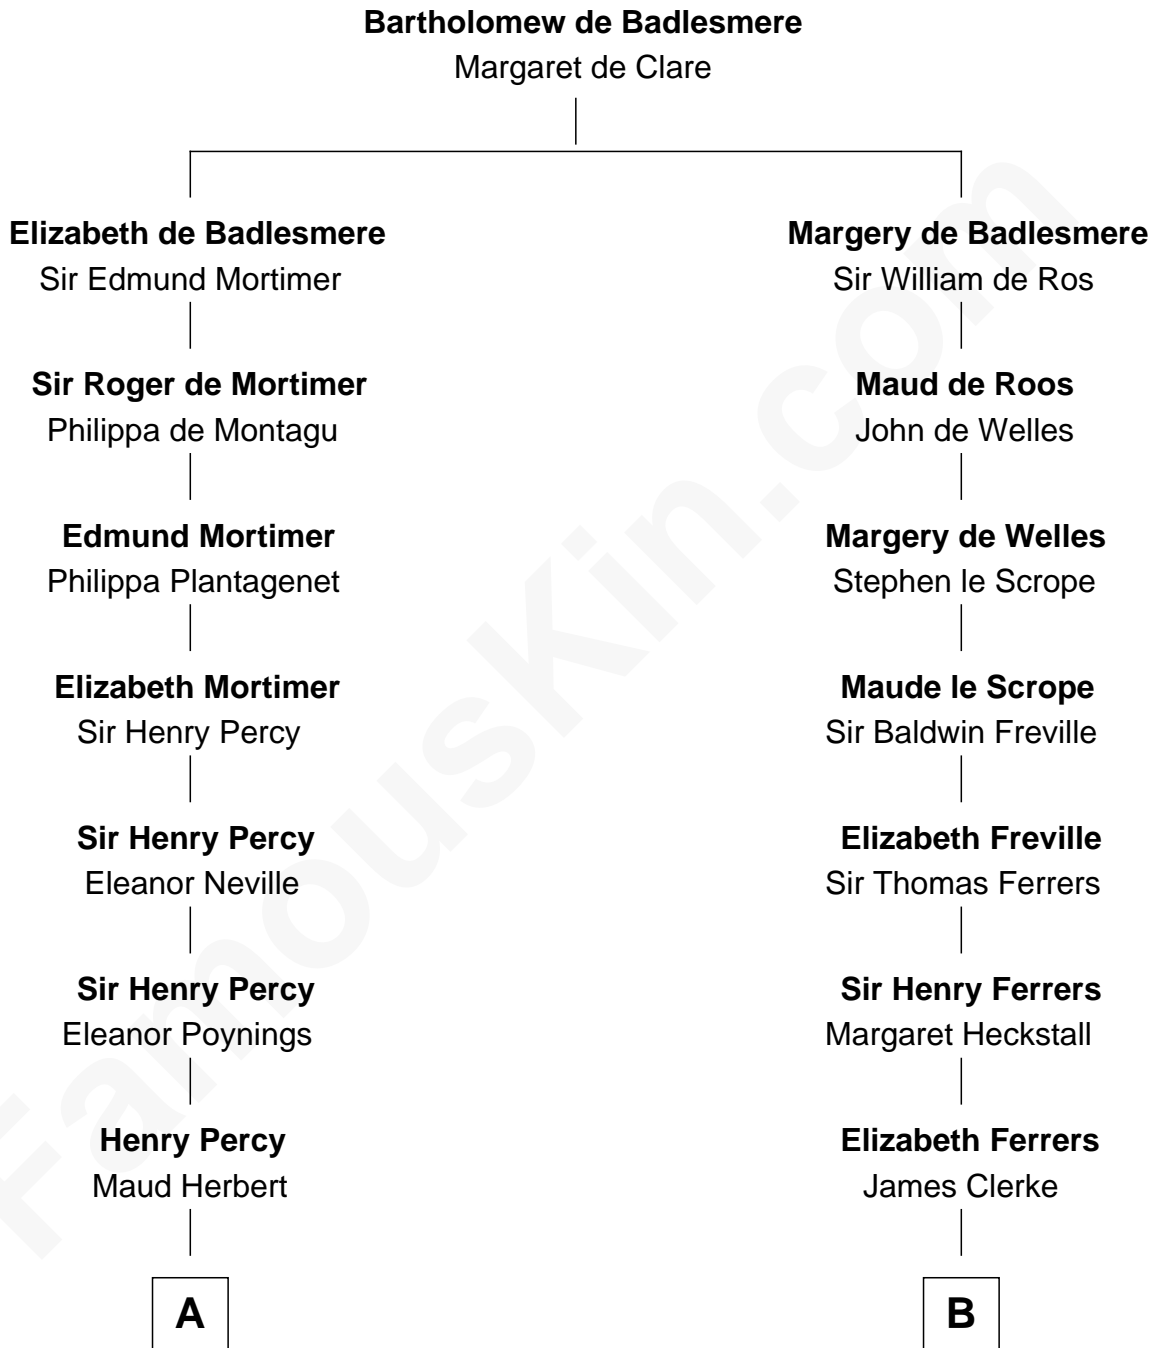 Bartholomew de Badlesmere
Margaret de Clare
Elizabeth de Badlesmere
Sir Edmund Mortimer
Margery de Badlesmere
Sir William de Ros
Sir Roger de Mortimer
Philippa de Montagu
Maud de Roos
John de Welles
Edmund Mortimer
Philippa Plantagenet
Margery de Welles
Stephen le Scrope
Elizabeth Mortimer
Sir Henry Percy
Maude le Scrope
Sir Baldwin Freville
Sir Henry Percy
Eleanor Neville
Elizabeth Freville
Sir Thomas Ferrers
Sir Henry Percy
Eleanor Poynings
Sir Henry Ferrers
Margaret Heckstall
Henry Percy
Maud Herbert
Elizabeth Ferrers
James Clerke
A
B
FamousKin.com